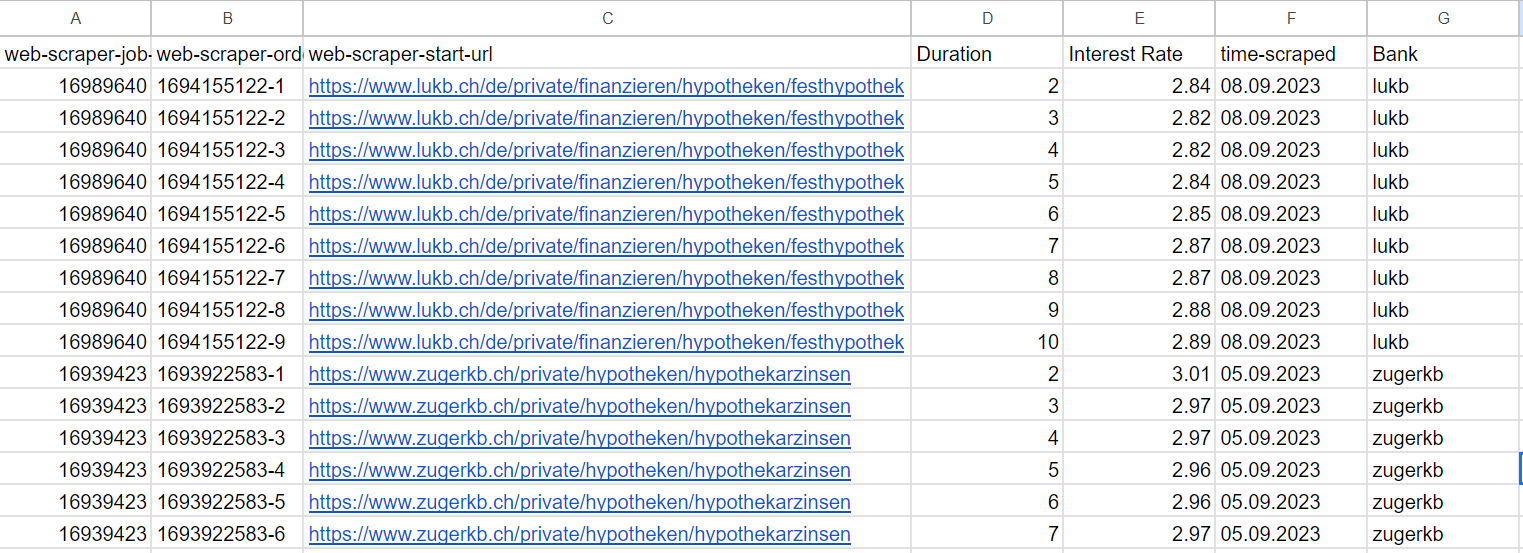 A B C D E F G
web-scraper-job- web-scraper-orde web-scraper-start-url Duration Interest Rate time-scraped Bank
16989640 1694155122-1 https://www.lukb.ch/de/private/finanzieren/hypotheken/festhypothek 2 2.84 08.09.2023 lukb
16989640 1694155122-2 https://www.lukb.ch/de/private/finanzieren/hypotheken/festhypothek 3 2.82 08.09.2023 lukb
16989640 1694155122-3 https://www.lukb.ch/de/private/finanzieren/hypotheken/festhypothek 4 2.82 08.09.2023 lukb
16989640 1694155122-4 https://www.lukb.ch/de/private/finanzieren/hypotheken/festhypothek 5 2.84 08.09.2023 lukb
16989640 1694155122-5 https://www.lukb.ch/de/private/finanzieren/hypotheken/festhypothek 6 2.85 08.09.2023 lukb
16989640 1694155122-6 https://www.lukb.ch/de/private/finanzieren/hypotheken/festhypothek 7 2.87 08.09.2023 lukb
16989640 1694155122-7 https://www.lukb.ch/de/private/finanzieren/hypotheken/festhypothek 8 2.87 08.09.2023 lukb
16989640 1694155122-8 https://www.lukb.ch/de/private/finanzieren/hypotheken/festhypothek 9 2.88 08.09.2023 lukb
16989640 1694155122-9 https://www.lukb.ch/de/private/finanzieren/hypotheken/festhypothek 10 2.89 08.09.2023 lukb
16939423 1693922583-1 https://www.zugerkb.ch/private/hypotheken/hypothekarzinsen 2 3.01 05.09.2023 zugerkb
16939423 1693922583-2 https://www.zugerkb.ch/private/hypotheken/hypothekarzinsen 3 2.97 05.09.2023 zugerkb
16939423 1693922583-3 https://www.zugerkb.ch/private/hypotheken/hypothekarzinsen 4 2.97 05.09.2023 zugerkb
16939423 1693922583-4 https://www.zugerkb.ch/private/hypotheken/hypothekarzinsen 5 2.96 05.09.2023 zugerkb
16939423 1693922583-5 https://www.zugerkb.ch/private/hypotheken/hypothekarzinsen 6 2.96 05.09.2023 zugerkb
16939423 1693922583-6 https://www.zugerkb.ch/private/hypotheken/hypothekarzinsen 7 2.97 05.09.2023 zugerkb